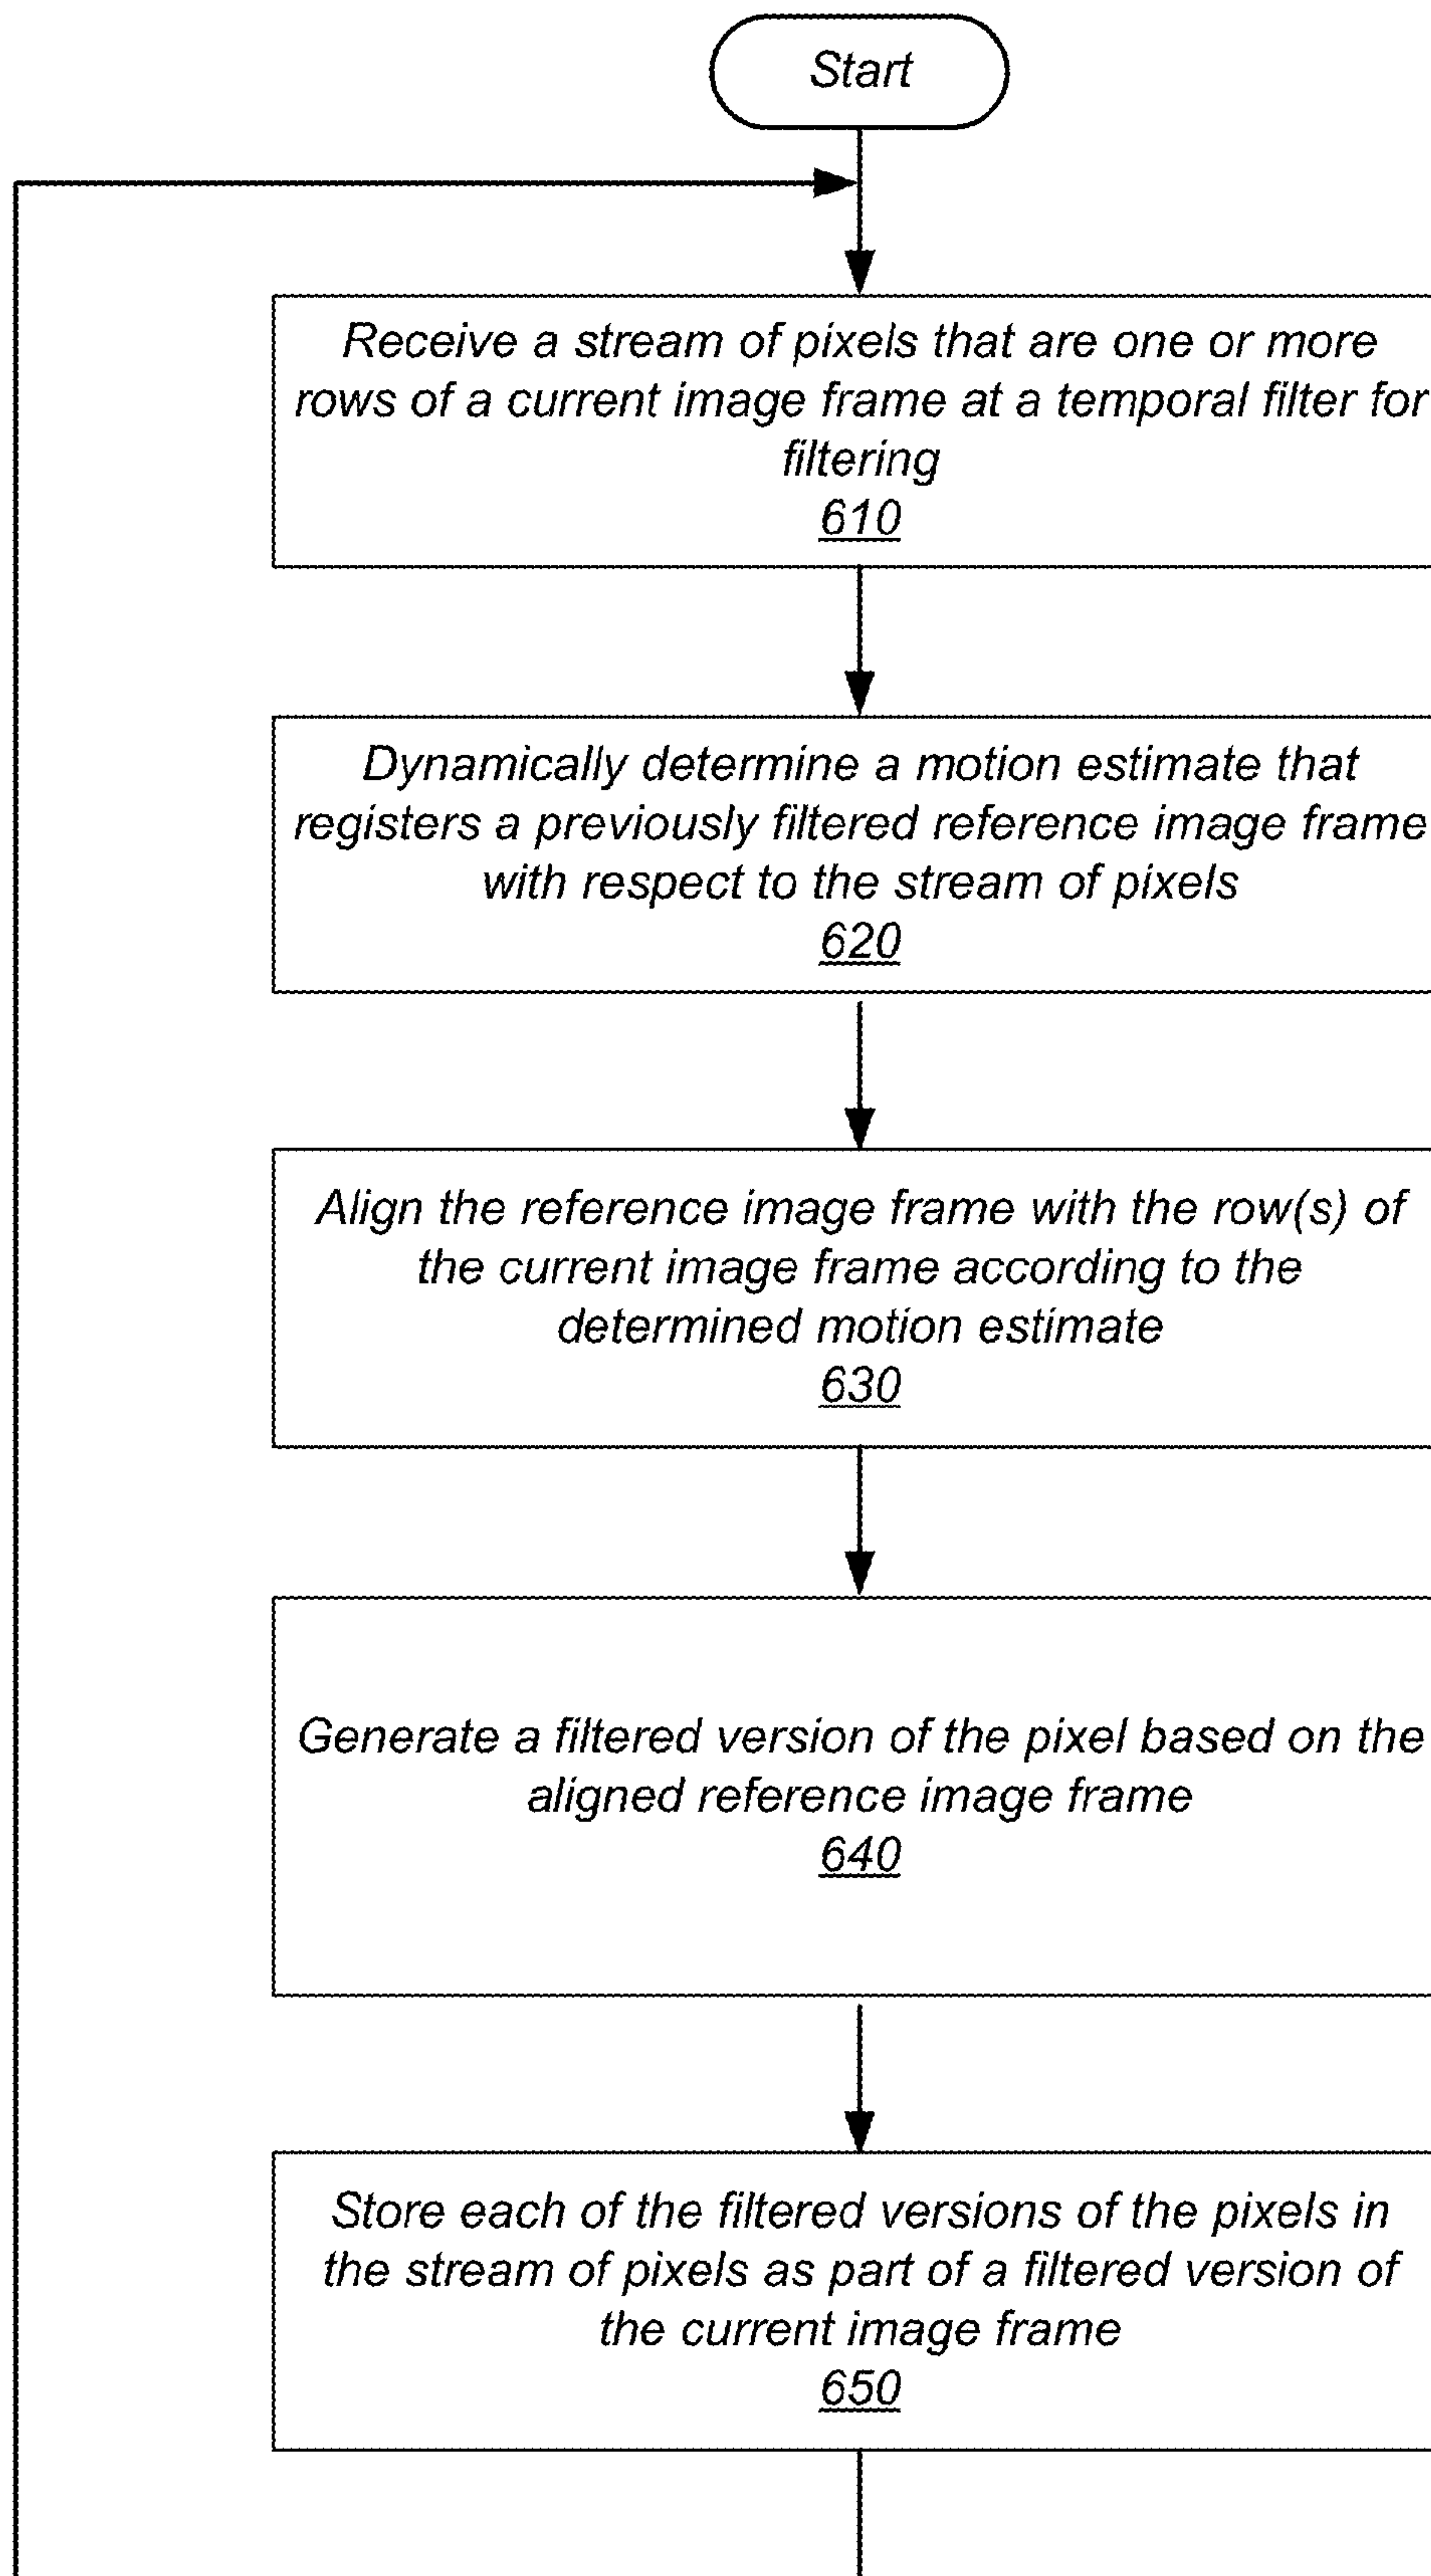 Start
Receive a stream of pixels that are one or more
rows of a current image frame at a temporal filter for
filtering
610
Dynamically determine a motion estimate that
registers a previously filtered reference image frame
with respect to the stream of pixels
620
Align the reference image frame with the row(s) of
the current image frame according to the
determined motion estimate
630
Generate a filtered version of the pixel based on the
aligned reference image frame
640
Store each of the filtered versions of the pixels in
the stream of pixels as part of a filtered version of
the current image frame
650